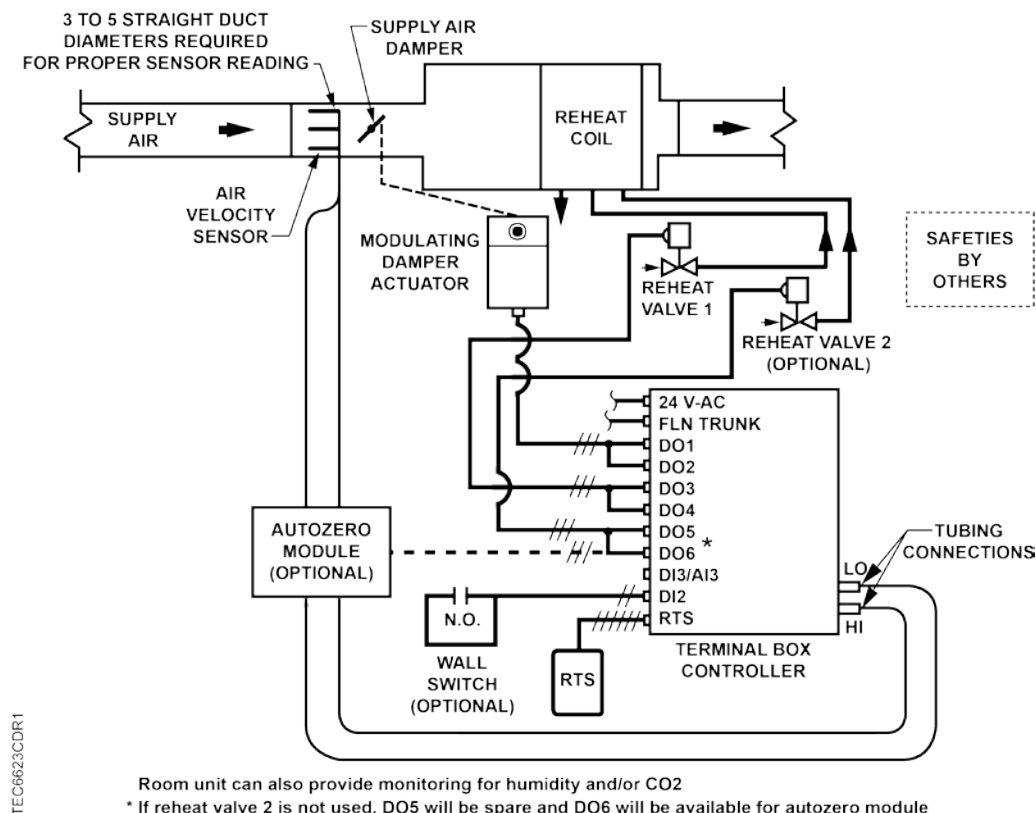 3 TO 5 STRAIGHT DUCT
DIAMETERS REQUIRED
FOR PROPER SENSOR READING
SUPPLY AIR
DAMPER
SUPPLY
AIR
REHEAT
COIL
AIR
VELOCITY
SENSOR
MODULATING
DAMPER
ACTUATOR
REHEAT
VALVE 1
SAFETIES
BY
OTHERS
REHEAT VALVE 2
(OPTIONAL)
24 V-AC
FLN TRUNK
DO1
DO2
DO3
DO4
DO5
DO6 *
DI3/AI3
DI2
RTS
AUTOZERO
MODULE
(OPTIONAL)
TUBING
CONNECTIONS
LO
HI
N.O.
WALL
SWITCH
(OPTIONAL)
RTS
TERMINAL BOX
CONTROLLER
TEC6623CDR1
Room unit can also provide monitoring for humidity and/or CO2
* If reheat valve 2 is not used, DO5 will be spare and DO6 will be available for autozero module